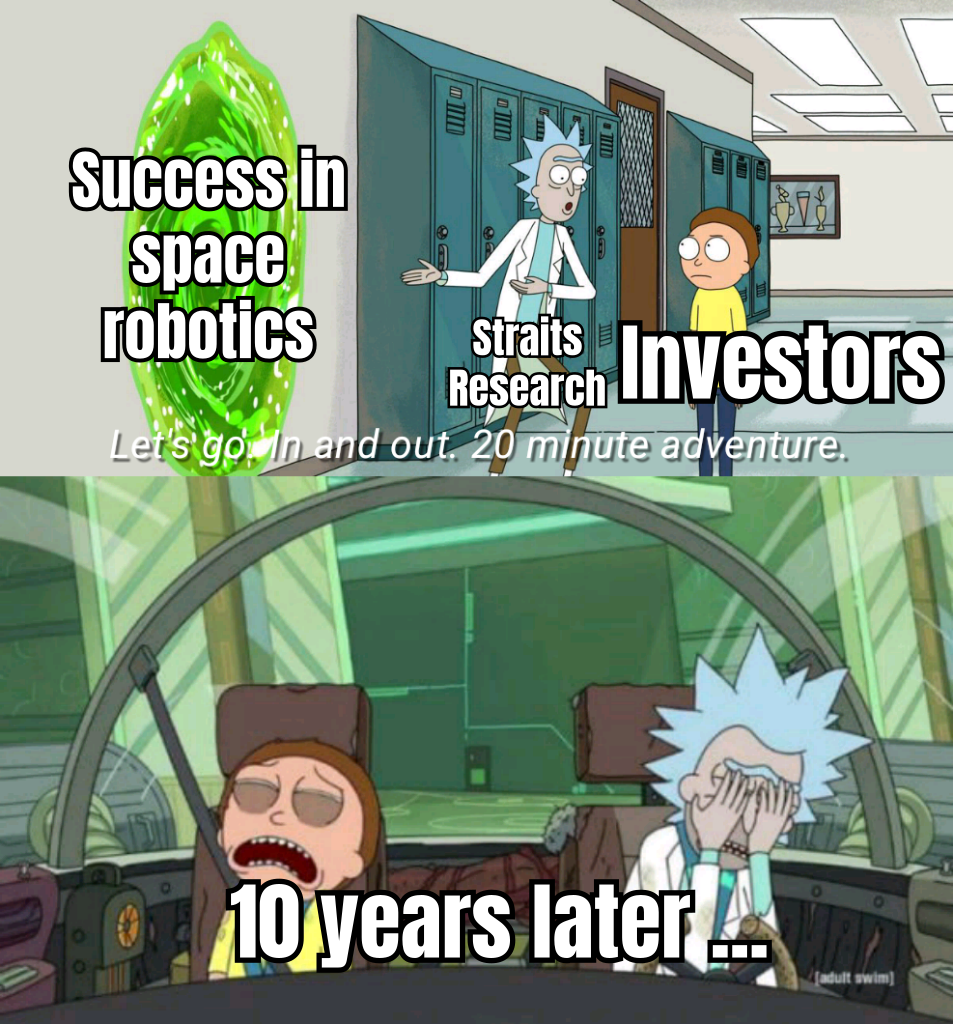 Success in
space
robotics
Straits
Research
Investors
Let's go. In and out. 20 minute adventure.
10 years later ...
[adult swim]